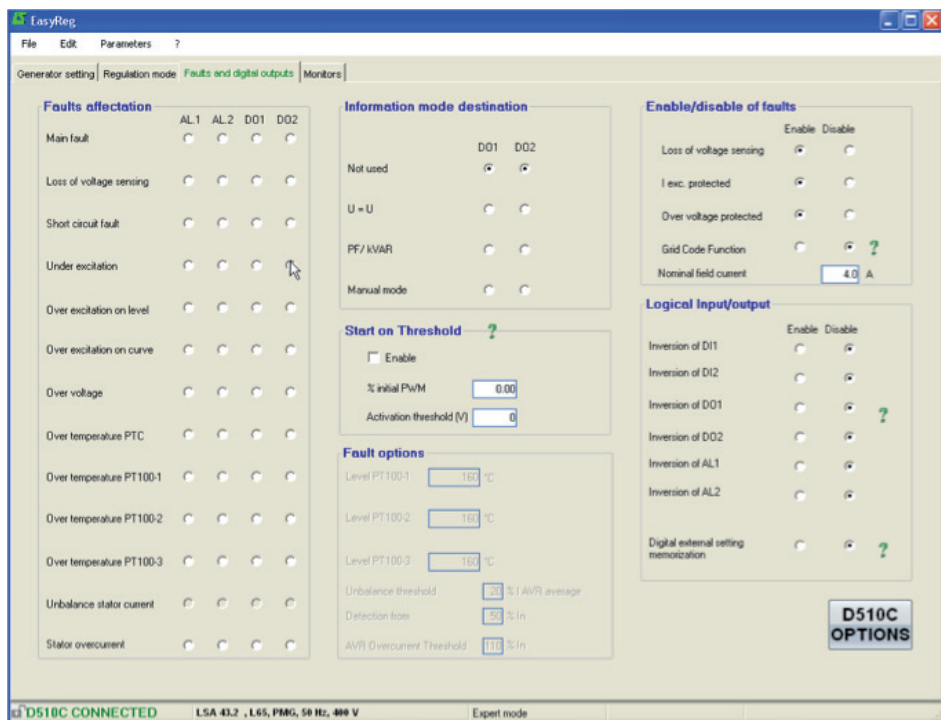 EasyReg
File Edit Parameters ?
Generator setting Regulation mode Faults and digital outputs Monitors
Faults affectation
AL.1 AL.2 DO1 DO2
Main fault
Loss of voltage sensing
Short circuit fault
Under excitation
Over excitation on level
Over excitation on curve
Over voltage
Over temperature PTC
Over temperature PT100-1
Over temperature PT100-2
Over temperature PT100-3
Unbalance stator current
Stator overcurrent
Information mode destination
DO1 DO2
Not used
U = U
PF/ kVAR
Manual mode
Start on Threshold ?
Enable
% initial PWM 0.00
Activation threshold (V) 0
Fault options
Level PT100-1 160 °C
Level PT100-2 160 °C
Level PT100-3 160 °C
Unbalance threshold 20 % I AVR average
Detection from 50 % In
AVR Overcurrent Threshold 110 % In
Enable/disable of faults
Enable Disable
Loss of voltage sensing
I exc. protected
Over voltage protected
Grid Code Function ?
Nominal field current 4.0 A
Logical Input/output
Enable Disable
Inversion of DI1
Inversion of DI2
Inversion of DO1
?
Inversion of DO2
Inversion of AL1
Inversion of AL2
Digital external setting
memorization ?
D510C
OPTIONS
D510C CONNECTED LSA 43.2 , L65, PMG, 50 Hz, 400 V Expert mode